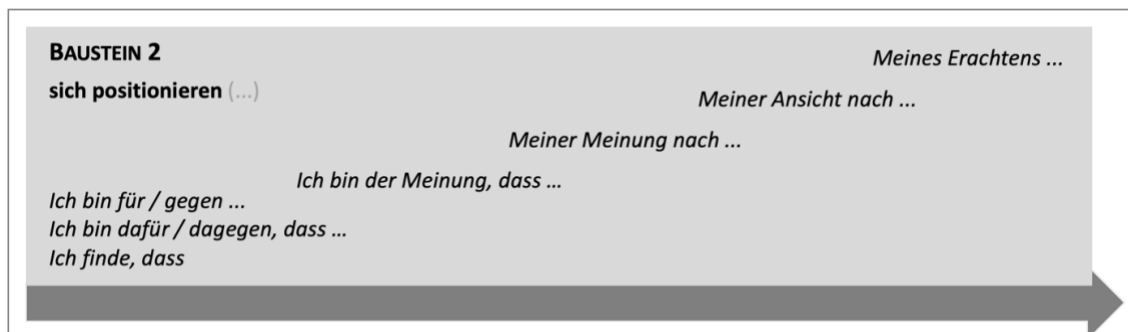 BAUSTEIN 2
Meines Erachtens ...
sich positionieren (...)
Meiner Ansicht nach ...
Meiner Meinung nach ...
Ich bin der Meinung, dass ...
Ich bin für / gegen ...
Ich bin dafür / dagegen, dass ...
Ich finde, dass